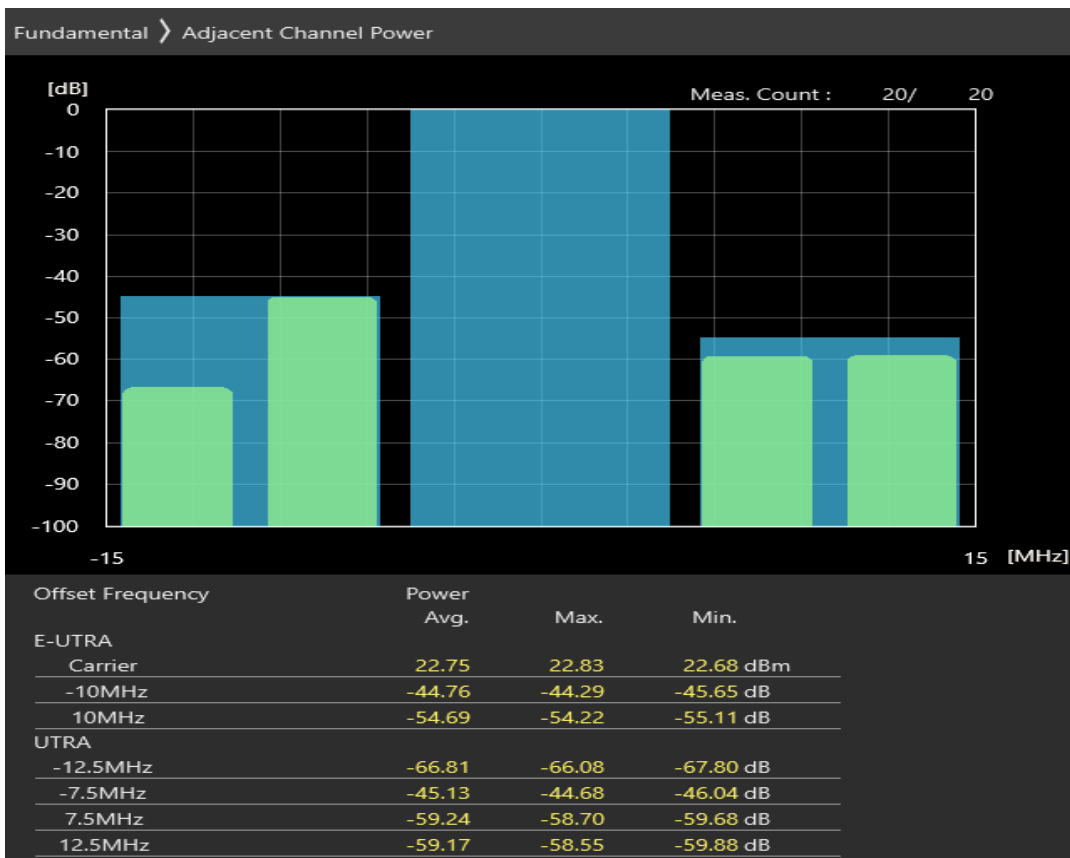 Fundamental 〉 Adjacent Channel Power
[dB]
Meas. Count : 20/ 20
0
-10
-20
-30
-40
-50
-60
-70
-80
-90
-100
-15 15 [MHz]
Offset Frequency Power
Avg. Max. Min.
E-UTRA
Carrier 22.75 22.83 22.68 dBm
-10MHz -44.76 -44.29 -45.65 dB
10MHz -54.69 -54.22 -55.11 dB
UTRA
-12.5MHz -66.81 -66.08 -67.80 dB
-7.5MHz -45.13 -44.68 -46.04 dB
7.5MHz -59.24 -58.70 -59.68 dB
12.5MHz -59.17 -58.55 -59.88 dB